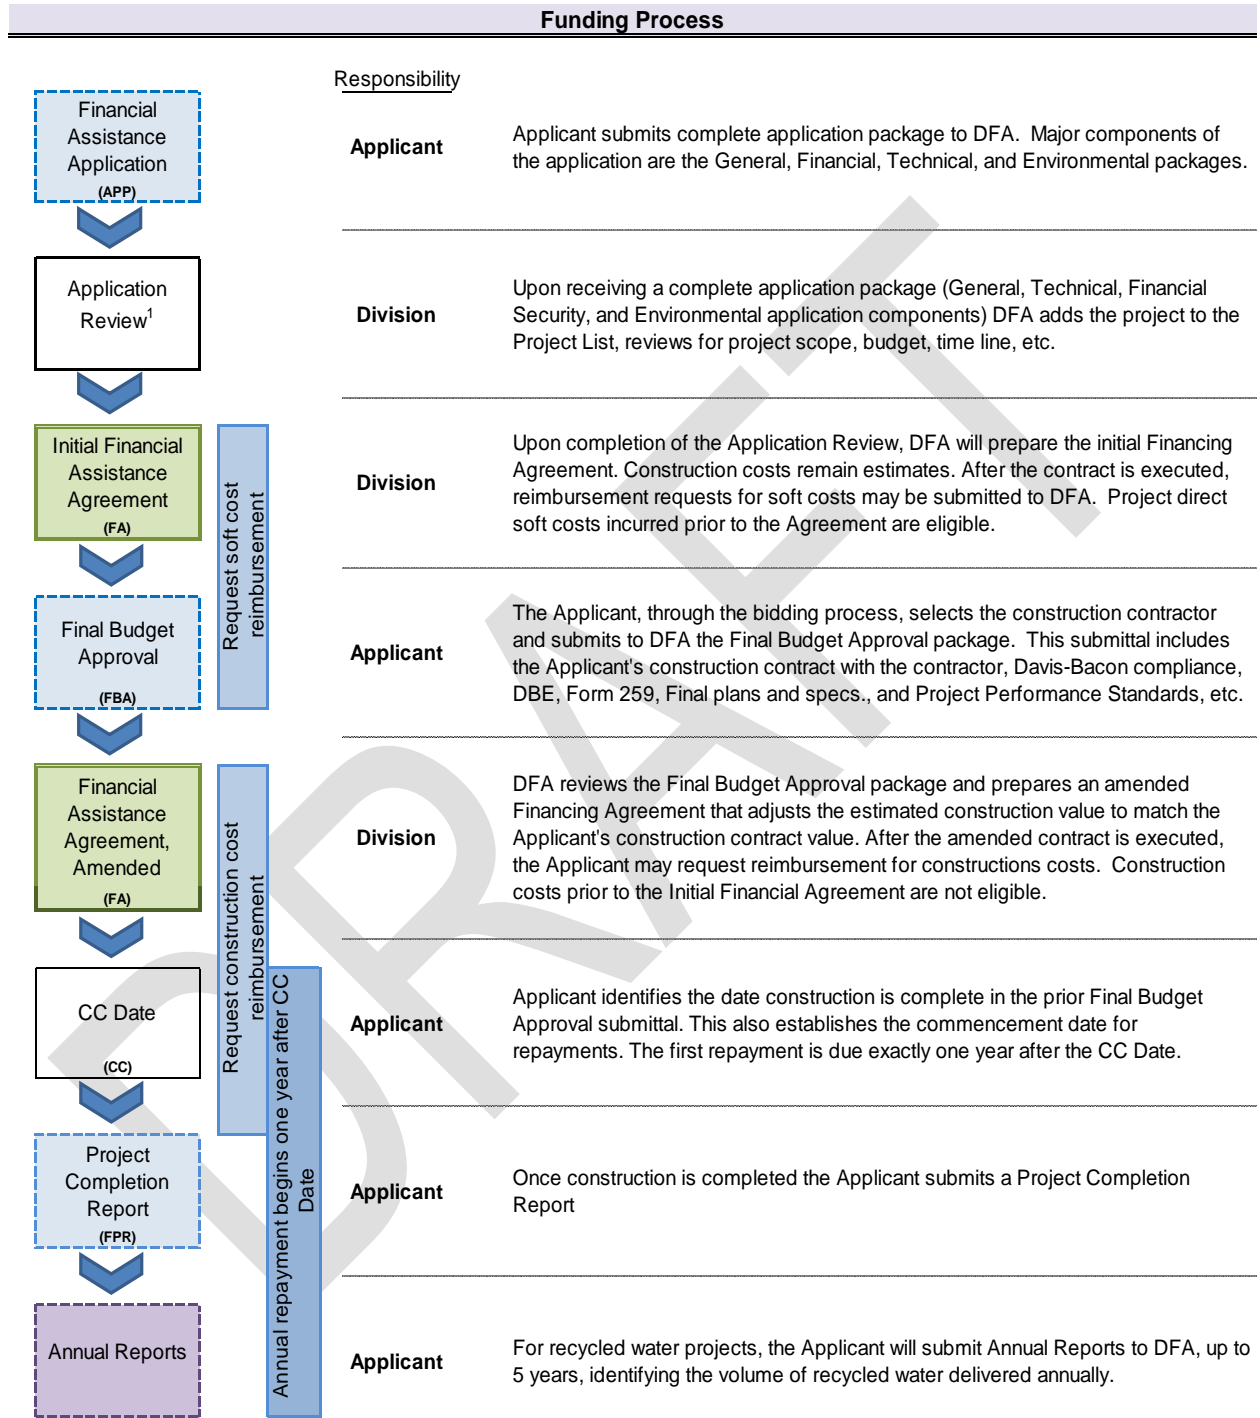 Funding Process
Responsibility
Financial
Assistance
Application
(APP)
Applicant
Applicant submits complete application package to DFA.  Major components of
the application are the General, Financial, Technical, and Environmental packages.
Application
Review1
Division
Upon receiving a complete application package (General, Technical, Financial
Security, and Environmental application components) DFA adds the project to the
Project List, reviews for project scope, budget, time line, etc.
Initial Financial
Assistance
Agreement
(FA)
Request soft cost
reimbursement
Division
Upon completion of the Application Review, DFA will prepare the initial Financing
Agreement. Construction costs remain estimates. After the contract is executed,
reimbursement requests for soft costs may be submitted to DFA.  Project direct
soft costs incurred prior to the Agreement are eligible.
Final Budget
Approval
(FBA)
Applicant
The Applicant, through the bidding process, selects the construction contractor
and submits to DFA the Final Budget Approval package.  This submittal includes
the Applicant's construction contract with the contractor, Davis-Bacon compliance,
DBE, Form 259, Final plans and specs., and Project Performance Standards, etc.
Financial
Assistance
Agreement,
Amended
(FA)
Request construction cost
reimbursement
Division
DFA reviews the Final Budget Approval package and prepares an amended
Financing Agreement that adjusts the estimated construction value to match the
Applicant's construction contract value. After the amended contract is executed,
the Applicant may request reimbursement for constructions costs.  Construction
costs prior to the Initial Financial Agreement are not eligible.
CC Date
(CC)
Annual repayment begins one year after CC
Date
Applicant
Applicant identifies the date construction is complete in the prior Final Budget
Approval submittal. This also establishes the commencement date for
repayments. The first repayment is due exactly one year after the CC Date.
Project
Completion
Report
(FPR)
Applicant
Once construction is completed the Applicant submits a Project Completion
Report
Annual Reports
Applicant
For recycled water projects, the Applicant will submit Annual Reports to DFA, up to
5 years, identifying the volume of recycled water delivered annually.
DRAFT